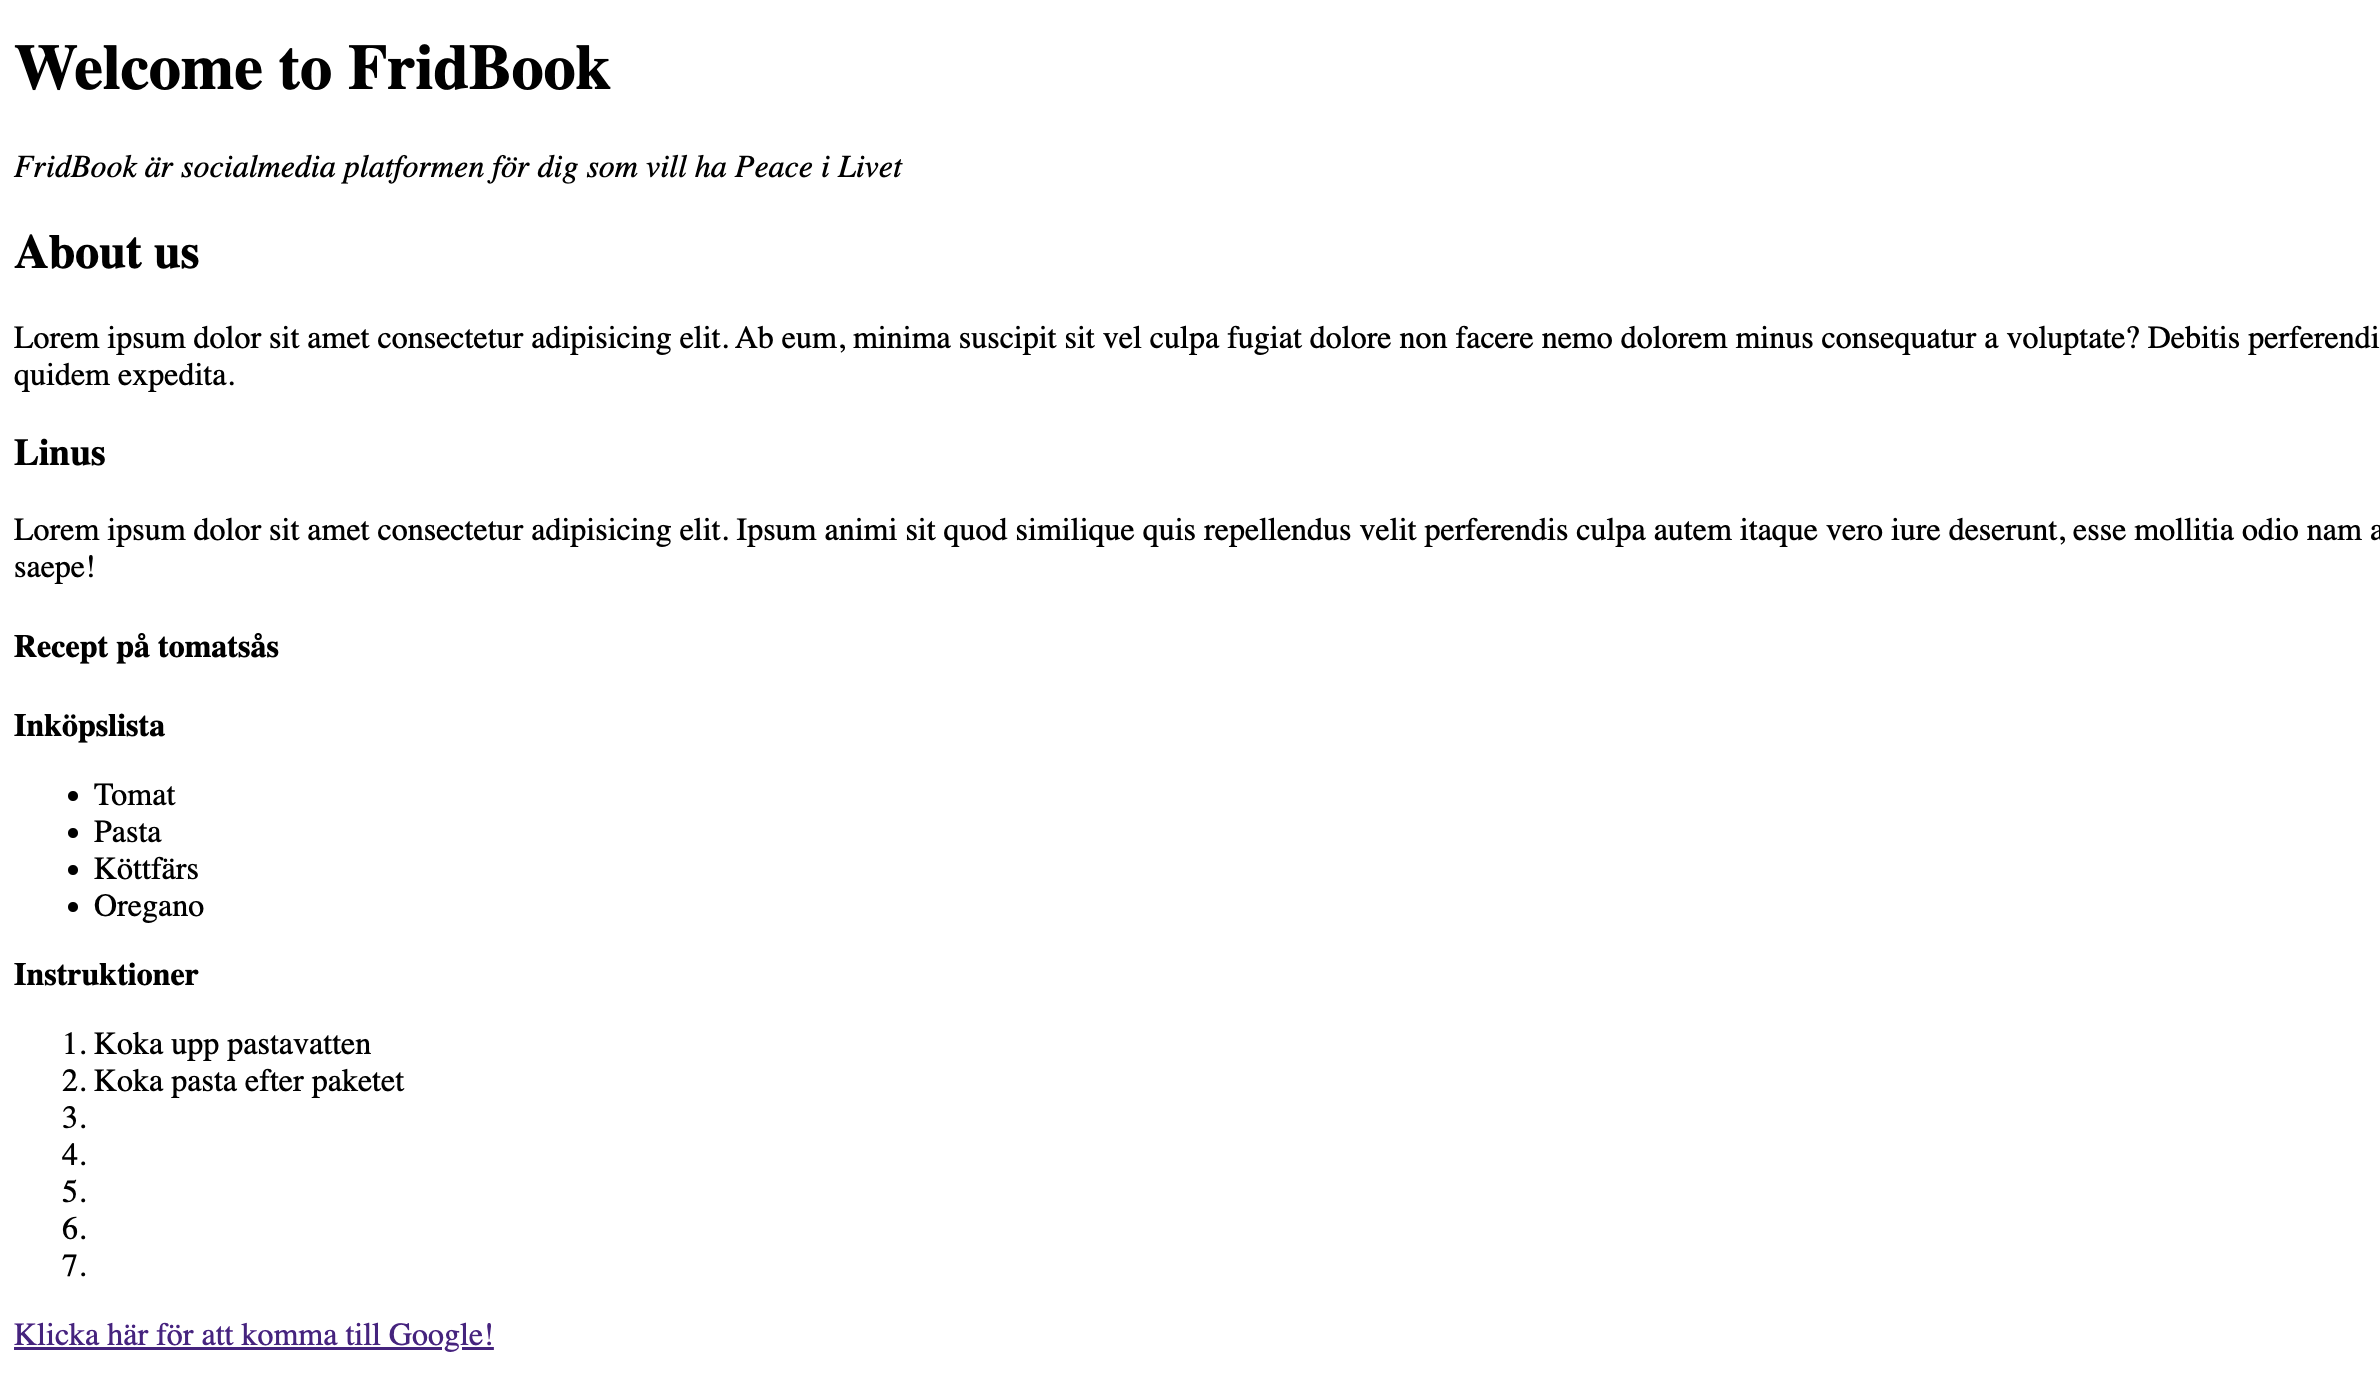 Welcome to FridBook
FridBook är socialmedia platformen för dig som vill ha Peace i Livet
About us
Lorem ipsum dolor sit amet consectetur adipisicing elit. Ab eum, minima suscipit sit vel culpa fugiat dolore non facere nemo dolorem minus consequatur a voluptate? Debitis perferendi
quidem expedita.
Linus
Lorem ipsum dolor sit amet consectetur adipisicing elit. Ipsum animi sit quod similique quis repellendus velit perferendis culpa autem itaque vero iure deserunt, esse mollitia odio nam
saepe!
Recept på tomatsås
Inköpslista
• Tomat
• Pasta
• Köttfärs
• Oregano
Instruktioner
1. Koka upp pastavatten
2. Koka pasta efter paketet
3.
4.
5.
6.
7.
Klicka här för att komma till Google!